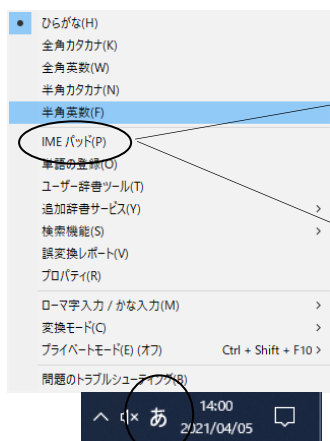 ひらがな(H)
全角カタカナ(K)
全角英数(W)
半角カタカナ(N)
半角英数(F)
IME パッド(P)
単語の登録(O)
ユーザー辞書ツール(T)
追加辞書サービス(Y)
検索機能(S)
誤変換レポート(V)
プロパティ(R)
ローマ字入力 / かな入力(M)
変換モード(C)
プライベートモード(E) (オフ) Ctrl + Shift + F10
問題のトラブルシューティング(B)
あ
14:00
2021/04/05